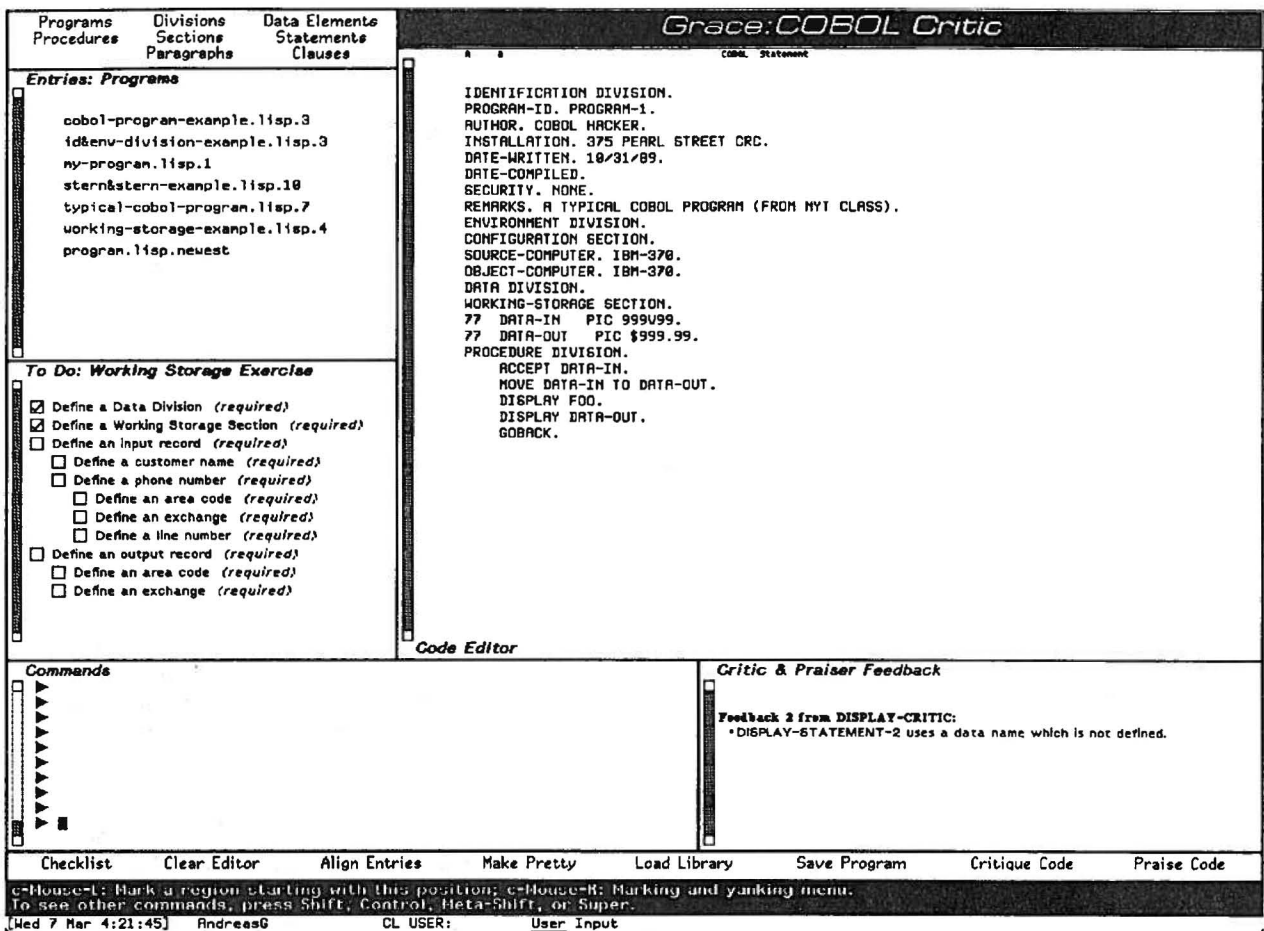 Programs Divisions Data Elements
Procedures Sections Statements
Paragraphs Clauses
Grace:COBOL Critic
Entries: Programs
cobol-program-example.lisp.3
id&env-division-example.lisp.3
my-program.lisp.1
stern&stern-example.lisp.10
typical-cobol-program.lisp.7
working-storage-example.lisp.4
program.lisp.newest
To Do: Working Storage Exercise
Define a Data Division (required)
Define a Working Storage Section (required)
Define an input record (required)
Define a customer name (required)
Define a phone number (required)
Define an area code (required)
Define an exchange (required)
Define a line number (required)
Define an output record (required)
Define an area code (required)
Define an exchange (required)
A B COBOL Statement
IDENTIFICATION DIVISION.
PROGRAM-ID. PROGRAM-1.
AUTHOR. COBOL HACKER.
INSTALLATION. 375 PEARL STREET CRC.
DATE-WRITTEN. 10/31/89.
DATE-COMPILED.
SECURITY. NONE.
REMARKS. A TYPICAL COBOL PROGRAM (FROM NYT CLASS).
ENVIRONMENT DIVISION.
CONFIGURATION SECTION.
SOURCE-COMPUTER. IBM-370.
OBJECT-COMPUTER. IBM-370.
DATA DIVISION.
WORKING-STORAGE SECTION.
77 DATA-IN PIC 999V99.
77 DATA-OUT PIC $999.99.
PROCEDURE DIVISION.
ACCEPT DATA-IN.
MOVE DATA-IN TO DATA-OUT.
DISPLAY FOO.
DISPLAY DATA-OUT.
GOBACK.
Code Editor
Commands
Critic & Praiser Feedback
Feedback 2 from DISPLAY-CRITIC:
•DISPLAY-STATEMENT-2 uses a data name which is not defined.
Checklist Clear Editor Align Entries Make Pretty Load Library Save Program Critique Code Praise Code
c-Mouse-L: Mark a region starting with this position; c-Mouse-R: Marking and yanking menu.
To see other commands, press Shift, Control, Meta-Shift, or Super.
[Wed 7 Mar 4:21:45] AndreasG CL USER: User Input